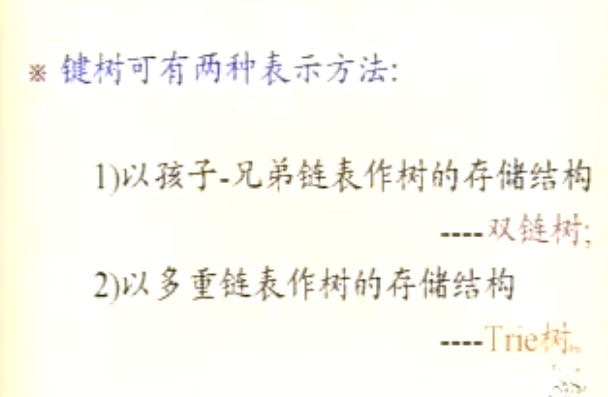 ※ 键树可有两种表示方法:
1)以孩子-兄弟链表作树的存储结构
----双链树;
2)以多重链表作树的存储结构
----Trie树。